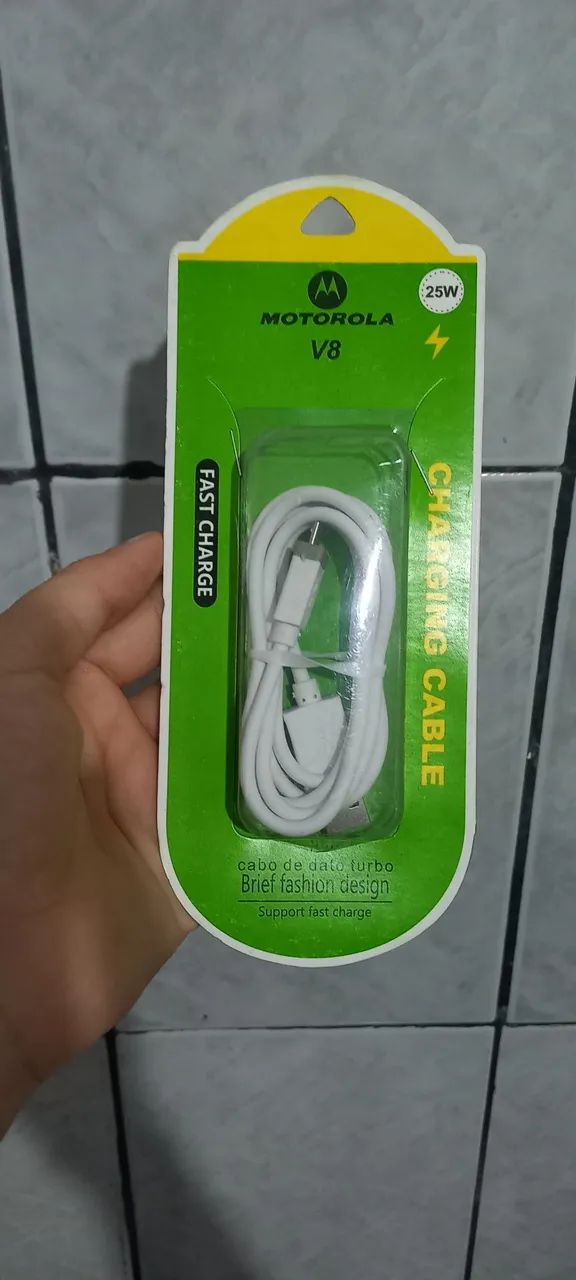 MOTOROLA
V8
25W
FAST CHARGE
CHARGING CABLE
cabo de dato turbo
Brief fashion design
Support fast charge